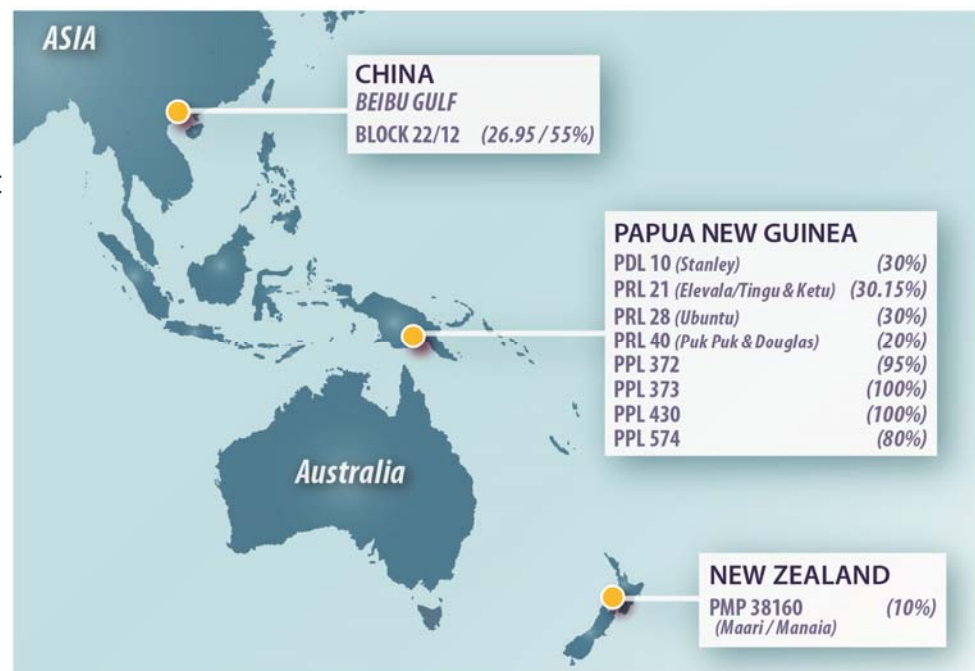 ASIA
CHINA
BEIBU GULF
BLOCK 22/12 (26.95 / 55%)
PAPUA NEW GUINEA
PDL 10 (Stanley) (30%)
PRL 21 (Elevala/Tingu & Ketu) (30.15%)
PRL 28 (Ubuntu) (30%)
PRL 40 (Puk Puk & Douglas) (20%)
PPL 372 (95%)
PPL 373 (100%)
PPL 430 (100%)
PPL 574 (80%)
Australia
NEW ZEALAND
PMP 38160 (10%)
(Maari / Manaia)